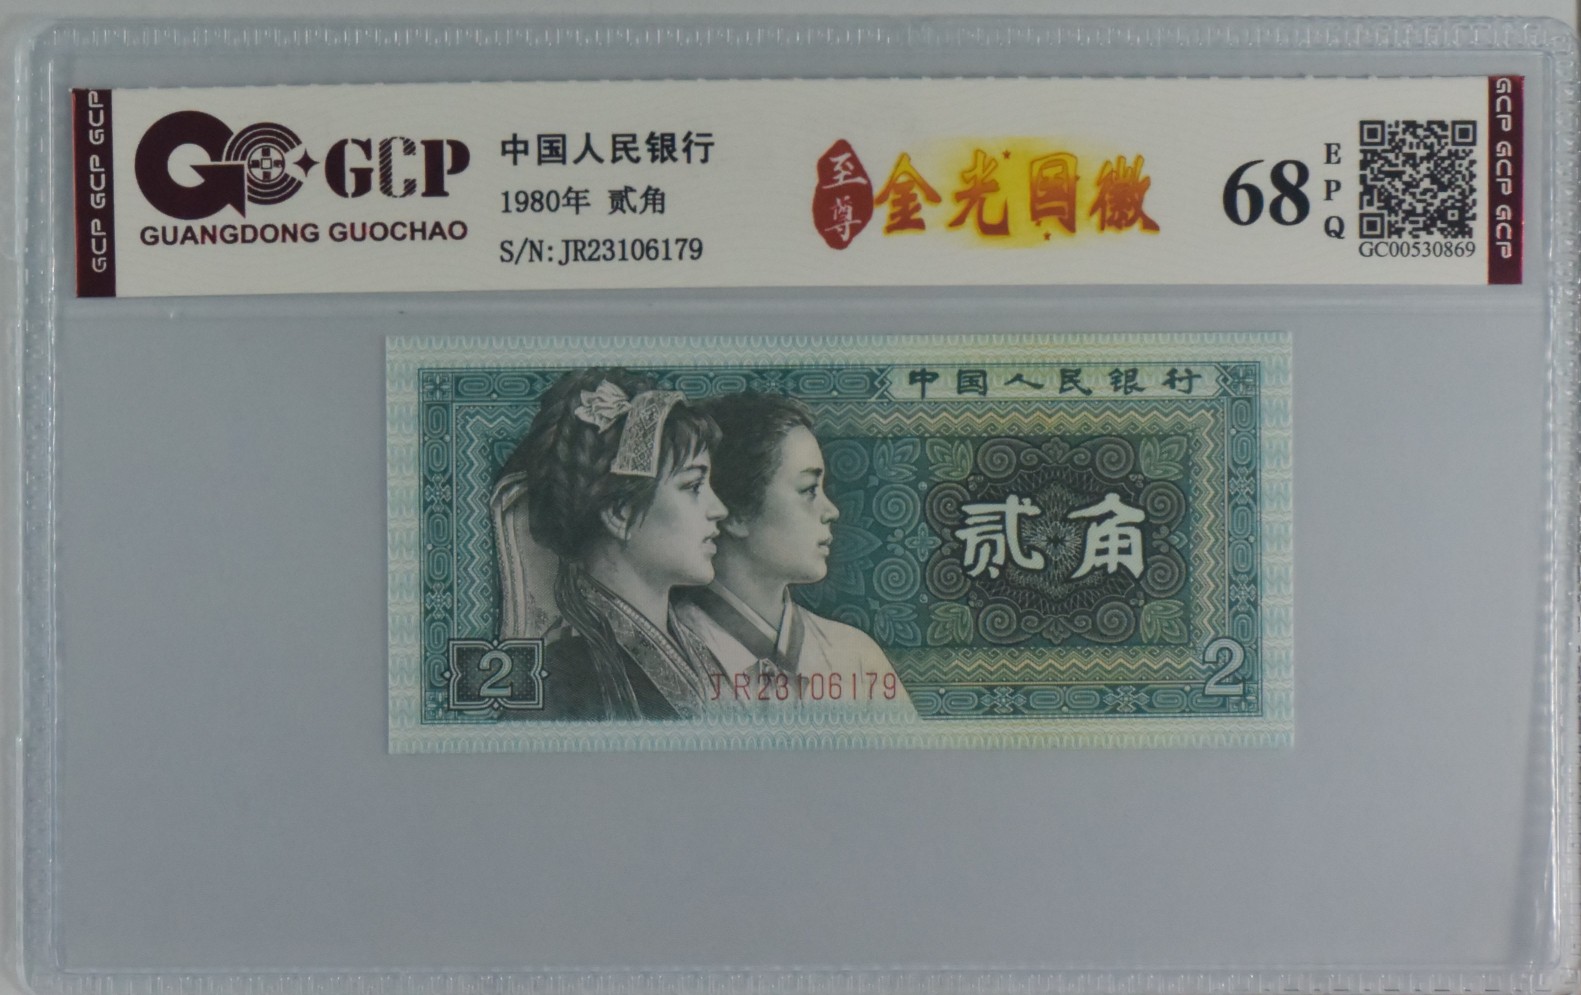 GCP GCP GCP
GCP
GUANGDONG GUOCHAO
中国人民银行
1980年 贰角
S/N:JR23106179
至尊
金光国徽
68
EPQ
GC00530869
GCP GCP GCP
中国人民银行
贰角
2
JR23106179
2